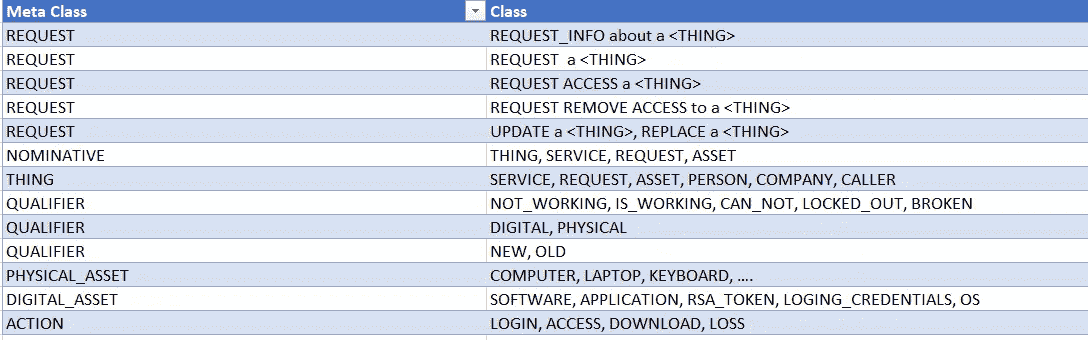 Meta Class Class
REQUEST REQUEST_INFO about a <THING>
REQUEST REQUEST  a <THING>
REQUEST REQUEST ACCESS a <THING>
REQUEST REQUEST REMOVE ACCESS to a <THING>
REQUEST UPDATE a <THING>, REPLACE a <THING>
NOMINATIVE THING, SERVICE, REQUEST, ASSET
THING SERVICE, REQUEST, ASSET, PERSON, COMPANY, CALLER
QUALIFIER NOT_WORKING, IS_WORKING, CAN_NOT, LOCKED_OUT, BROKEN
QUALIFIER DIGITAL, PHYSICAL
QUALIFIER NEW, OLD
PHYSICAL_ASSET COMPUTER, LAPTOP, KEYBOARD, ....
DIGITAL_ASSET SOFTWARE, APPLICATION, RSA_TOKEN, LOGING_CREDENTIALS, OS
ACTION LOGIN, ACCESS, DOWNLOAD, LOSS